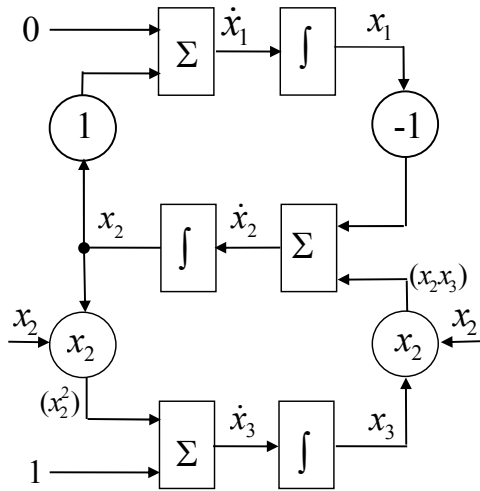 0 Σ ẋ₁ ∫ x₁
1 -1
x₂ ∫ ẋ₂ Σ
(x₂x₃)
x₂ x₂ x₂ x₂
(x₂²) Σ ẋ₃ ∫ x₃
1